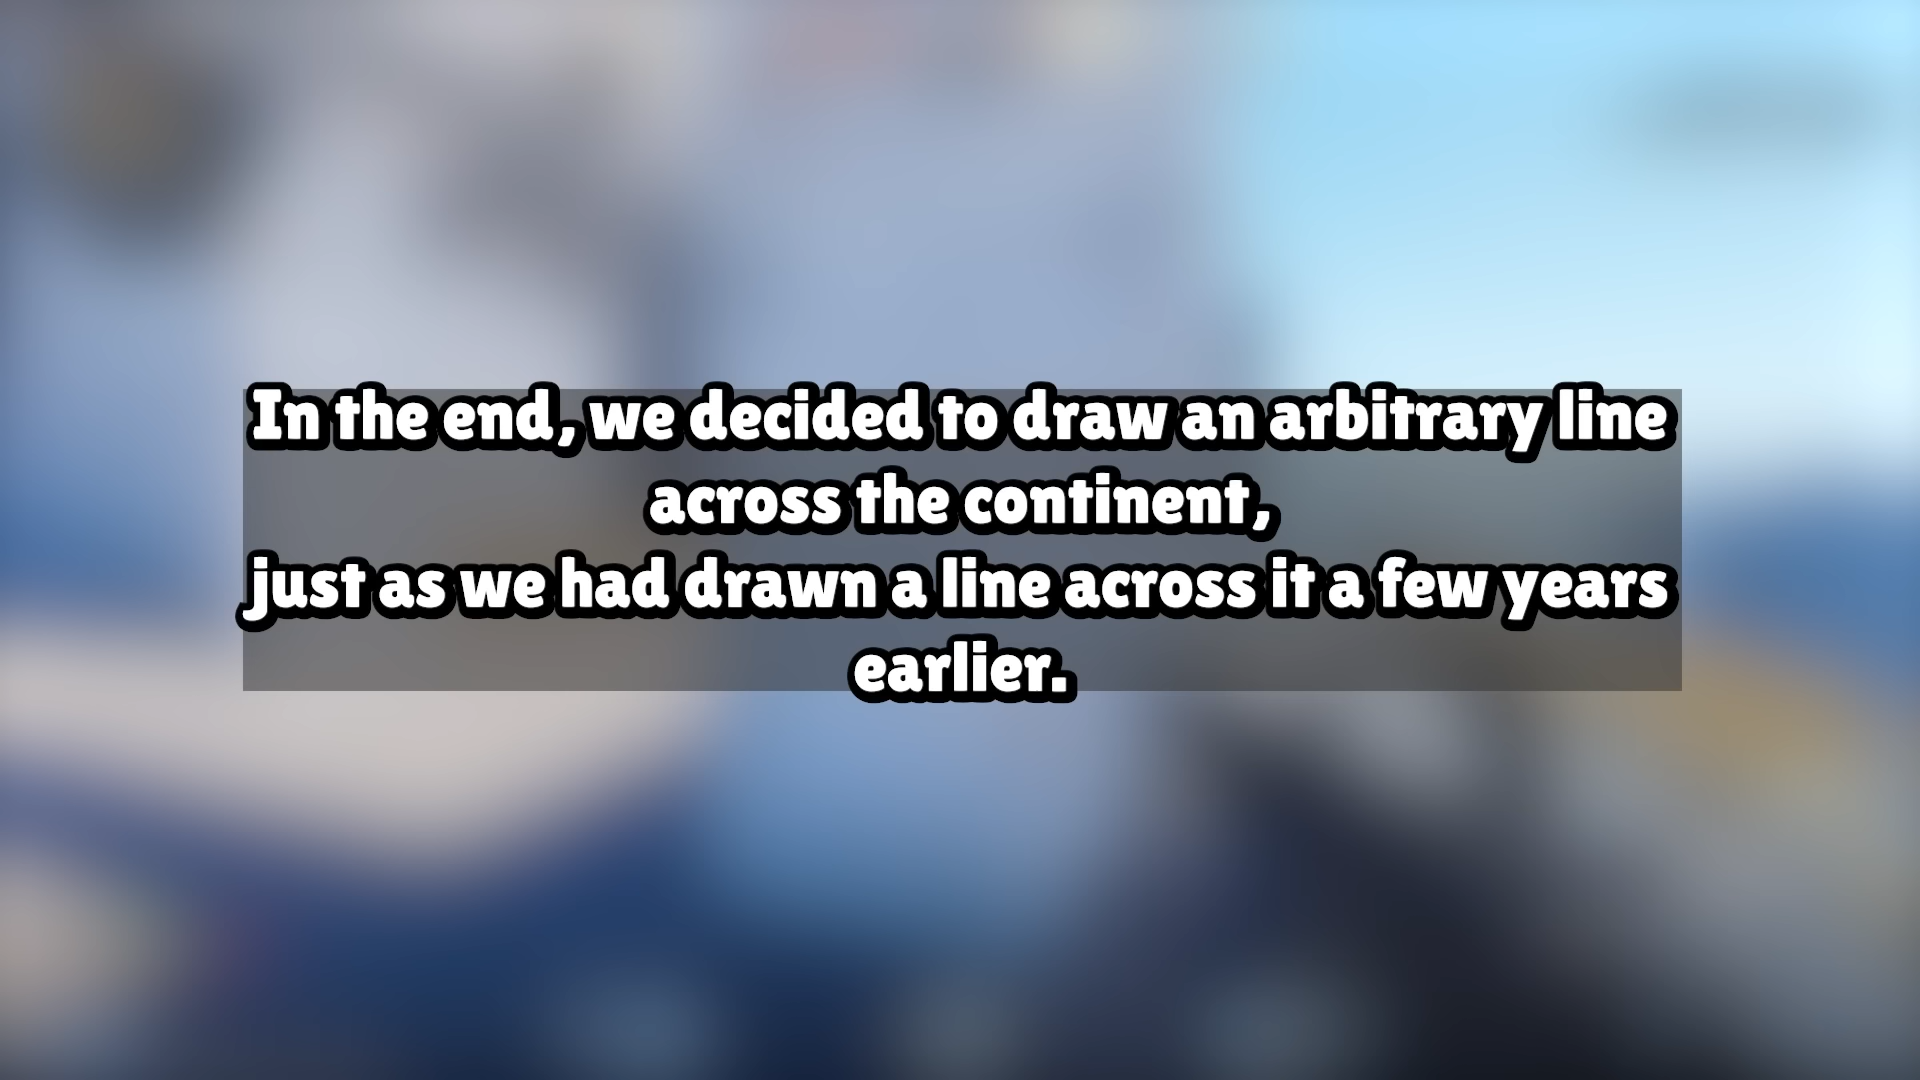 In the end, we decided to draw an arbitrary line
across the continent,
just as we had drawn a line across it a few years
earlier.